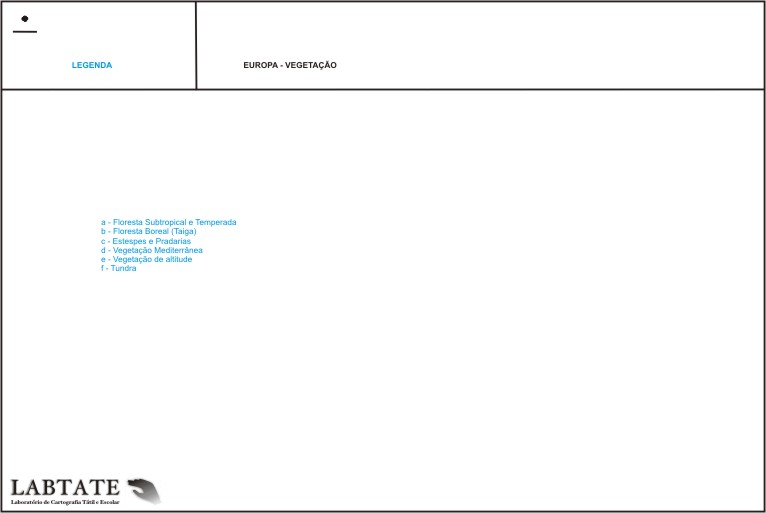 LEGENDA
EUROPA - VEGETAÇÃO
a - Floresta Subtropical e Temperada
b - Floresta Boreal (Taiga)
c - Estespes e Pradarias
d - Vegetação Mediterrânea
e - Vegetação de altitude
f - Tundra
LABTATE
Laboratório de Cartografia Tátil e Escolar